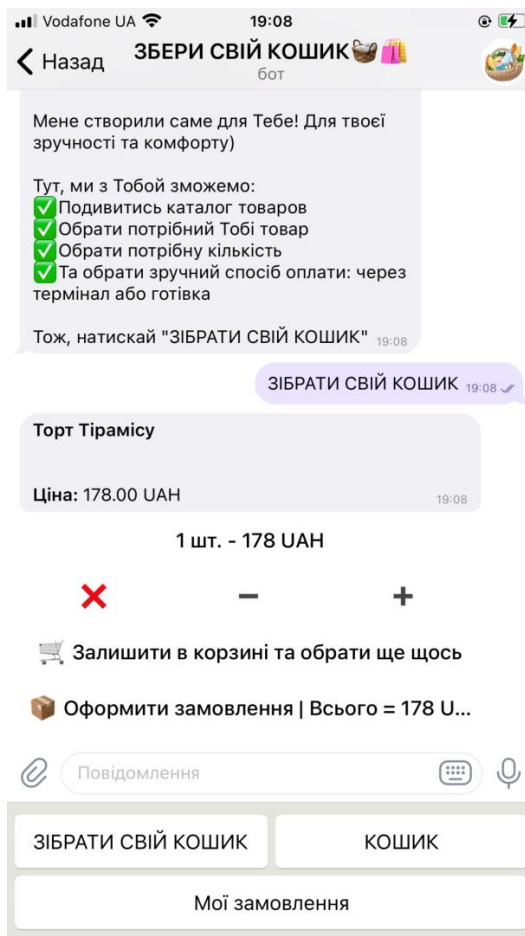 Vodafone UA 19:08
Назад ЗБЕРИ СВІЙ КОШИК
бот
Мене створили саме для Тебе! Для твоєї
зручності та комфорту)
Тут, ми з Тобой зможемо:
Подивитись каталог товаров
Обрати потрібний Тобі товар
Обрати потрібну кількість
Та обрати зручний спосіб оплати: через
термінал або готівка
Тож, натискай "ЗІБРАТИ СВІЙ КОШИК" 19:08
ЗІБРАТИ СВІЙ КОШИК 19:08
Торт Тірамісу
Ціна: 178.00 UAH 19:08
1 шт. - 178 UAH
Залишити в корзині та обрати ще щось
Оформити замовлення | Всього = 178 U...
Повідомлення
ЗІБРАТИ СВІЙ КОШИК КОШИК
Мої замовлення